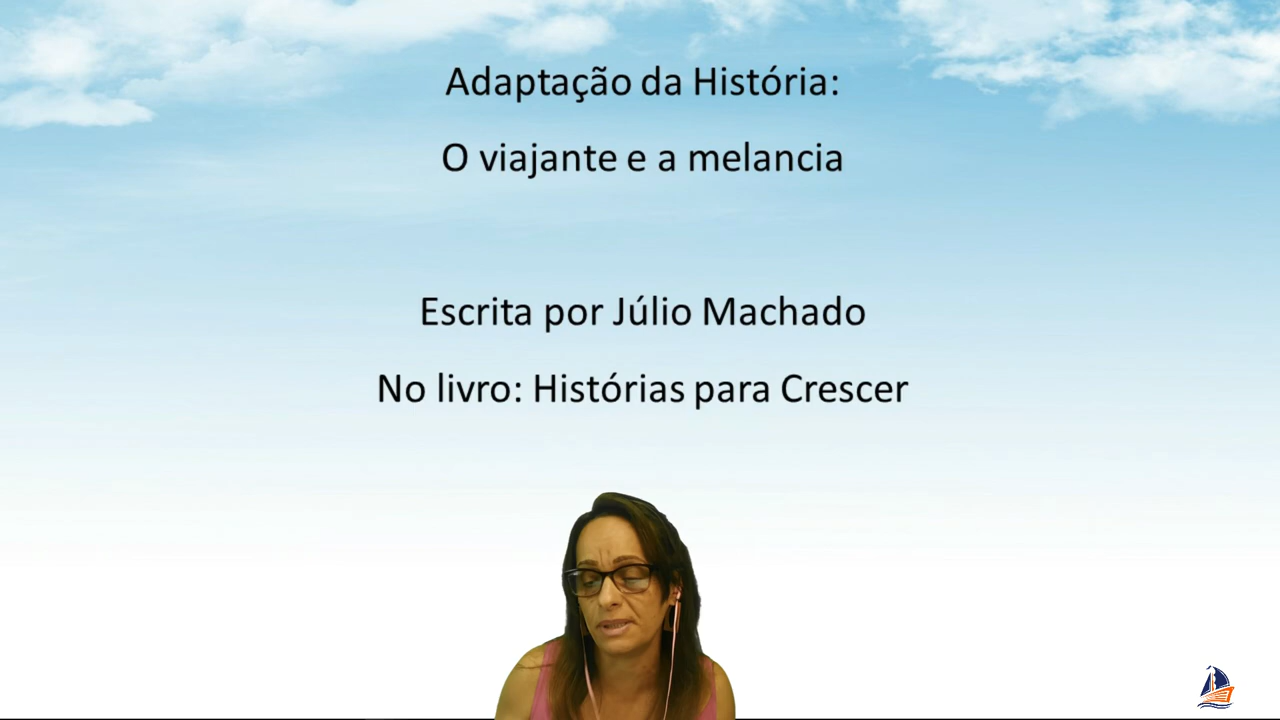 Adaptação da História:
O viajante e a melancia
Escrita por Júlio Machado
No livro: Histórias para Crescer